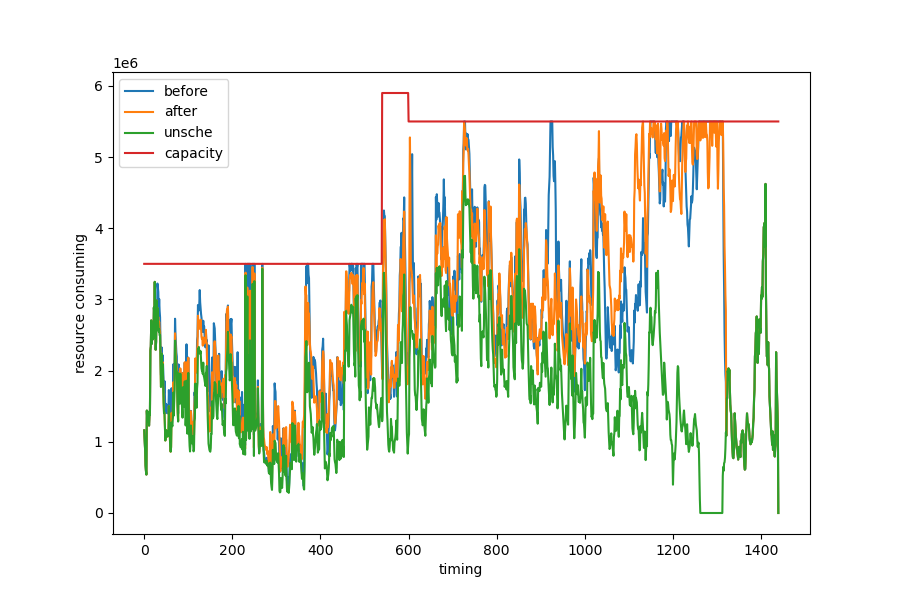 1e6
before
after
unsche
capacity
6
5
4
3
2
1
0
resource consuming
0 200 400 600 800 1000 1200 1400
timing